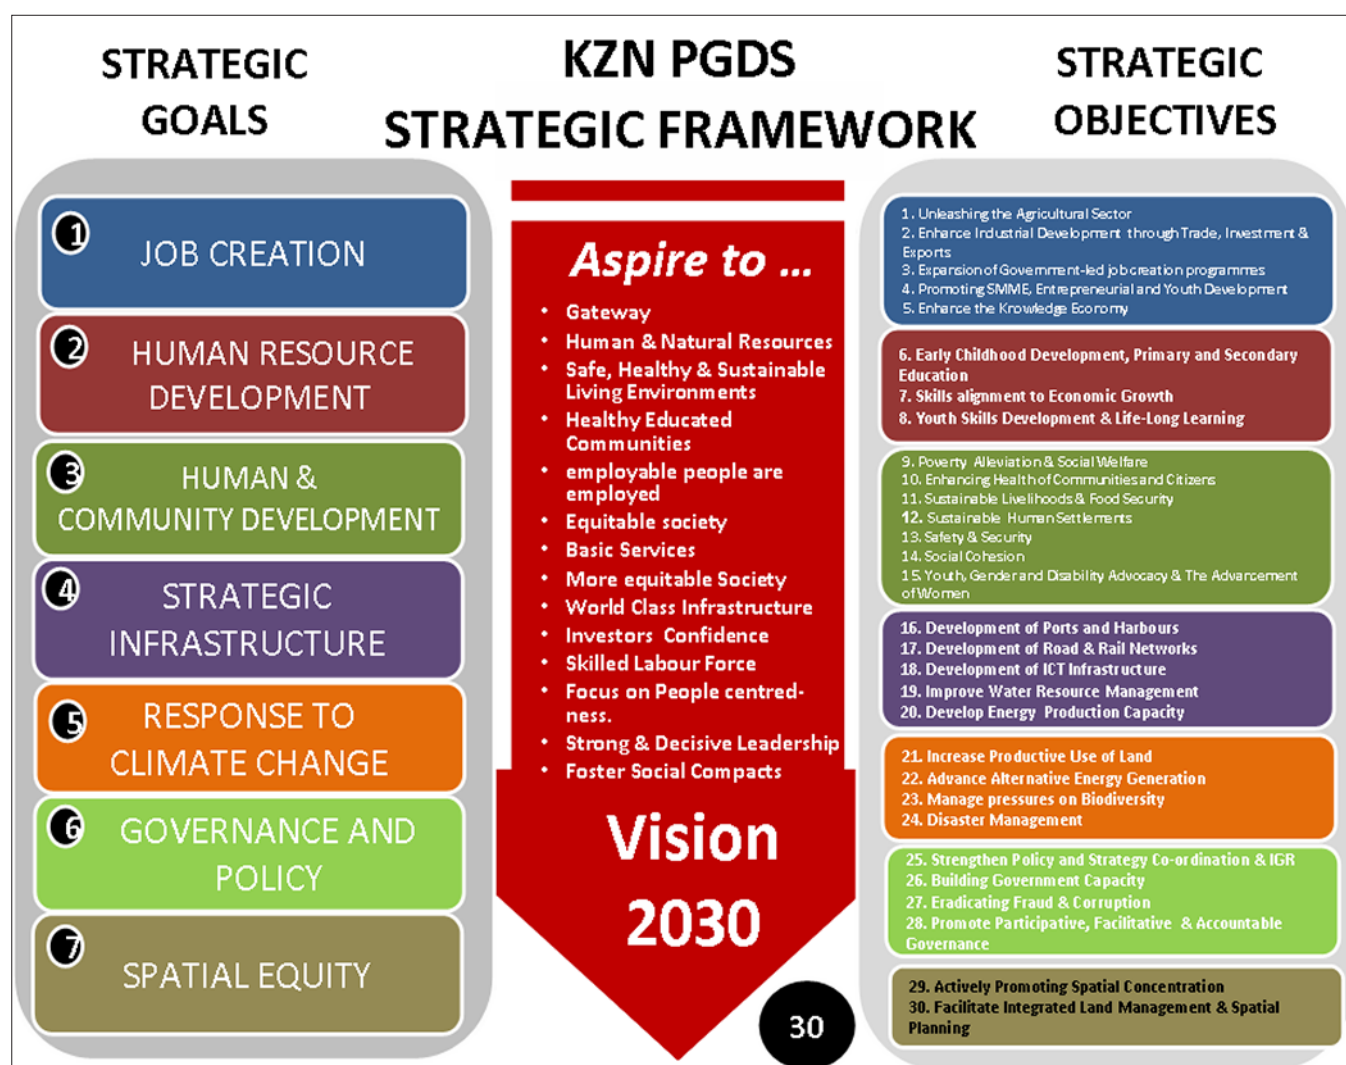 STRATEGIC
GOALS
KZN PGDS
STRATEGIC FRAMEWORK
STRATEGIC
OBJECTIVES
1
JOB CREATION
2
HUMAN RESOURCE
DEVELOPMENT
3
HUMAN &
COMMUNITY DEVELOPMENT
4
STRATEGIC
INFRASTRUCTURE
5
RESPONSE TO
CLIMATE CHANGE
6
GOVERNANCE AND
POLICY
7
SPATIAL EQUITY
Aspire to ...
• Gateway
• Human & Natural Resources
• Safe, Healthy & Sustainable
Living Environments
• Healthy Educated
Communities
• employable people are
employed
• Equitable society
• Basic Services
• More equitable Society
• World Class Infrastructure
• Investors Confidence
• Skilled Labour Force
• Focus on People centred-
ness.
• Strong & Decisive Leadership
• Foster Social Compacts
Vision
2030
30
1. Unleashing the Agricultural Sector
2. Enhance Industrial Development through Trade, Investment &
Exports
3. Expansion of Government-led job creation programmes
4. Promoting SMME, Entrepreneurial and Youth Development
5. Enhance the Knowledge Economy
6. Early Childhood Development, Primary and Secondary
Education
7. Skills alignment to Economic Growth
8. Youth Skills Development & Life-Long Learning
9. Poverty Alleviation & Social Welfare
10. Enhancing Health of Communities and Citizens
11. Sustainable Livelihoods & Food Security
12. Sustainable Human Settlements
13. Safety & Security
14. Social Cohesion
15. Youth, Gender and Disability Advocacy & The Advancement
of Women
16. Development of Ports and Harbours
17. Development of Road & Rail Networks
18. Development of ICT Infrastructure
19. Improve Water Resource Management
20. Develop Energy Production Capacity
21. Increase Productive Use of Land
22. Advance Alternative Energy Generation
23. Manage pressures on Biodiversity
24. Disaster Management
25. Strengthen Policy and Strategy Co-ordination & IGR
26. Building Government Capacity
27. Eradicating Fraud & Corruption
28. Promote Participative, Facilitative & Accountable
Governance
29. Actively Promoting Spatial Concentration
30. Facilitate Integrated Land Management & Spatial
Planning